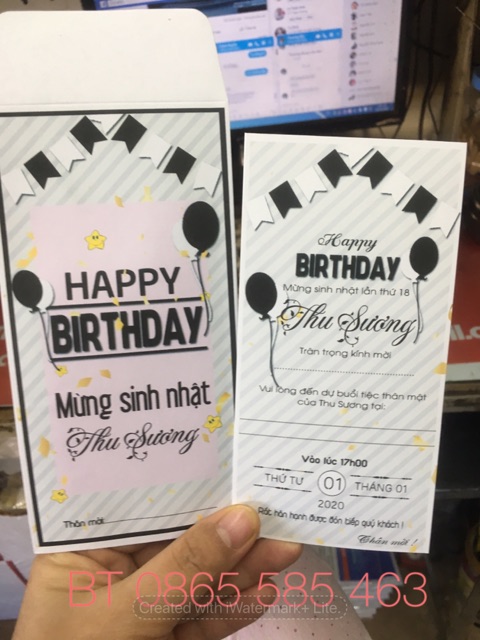 HAPPY
BIRTHDAY
Mừng sinh nhật
Thu Sương
Thân mời
Happy
BIRTHDAY
Mừng sinh nhật lần thứ 18
Thu Sương
Trân trọng kính mời
Vui lòng đến dự buổi tiệc thân mật
của Thu Sương tại:
Vào lúc 17h00
THỨ TƯ 01 THÁNG 01
2020
Rất hân hạnh được đón tiếp quý khách !
Chân mời !
BT 0865 585 463
Created with iWatermark+ Lite.